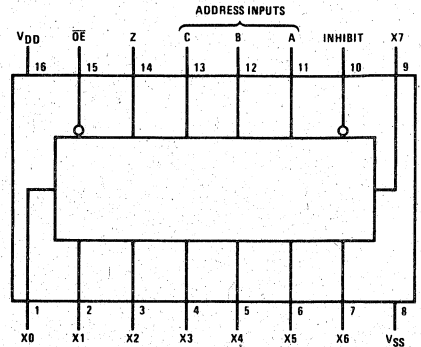 ADDRESS INPUTS
VDD OE Z C B A INHIBIT X7
16 15 14 13 12 11 10 9
1 2 3 4 5 6 7 8
X0 X1 X2 X3 X4 X5 X6 VSS